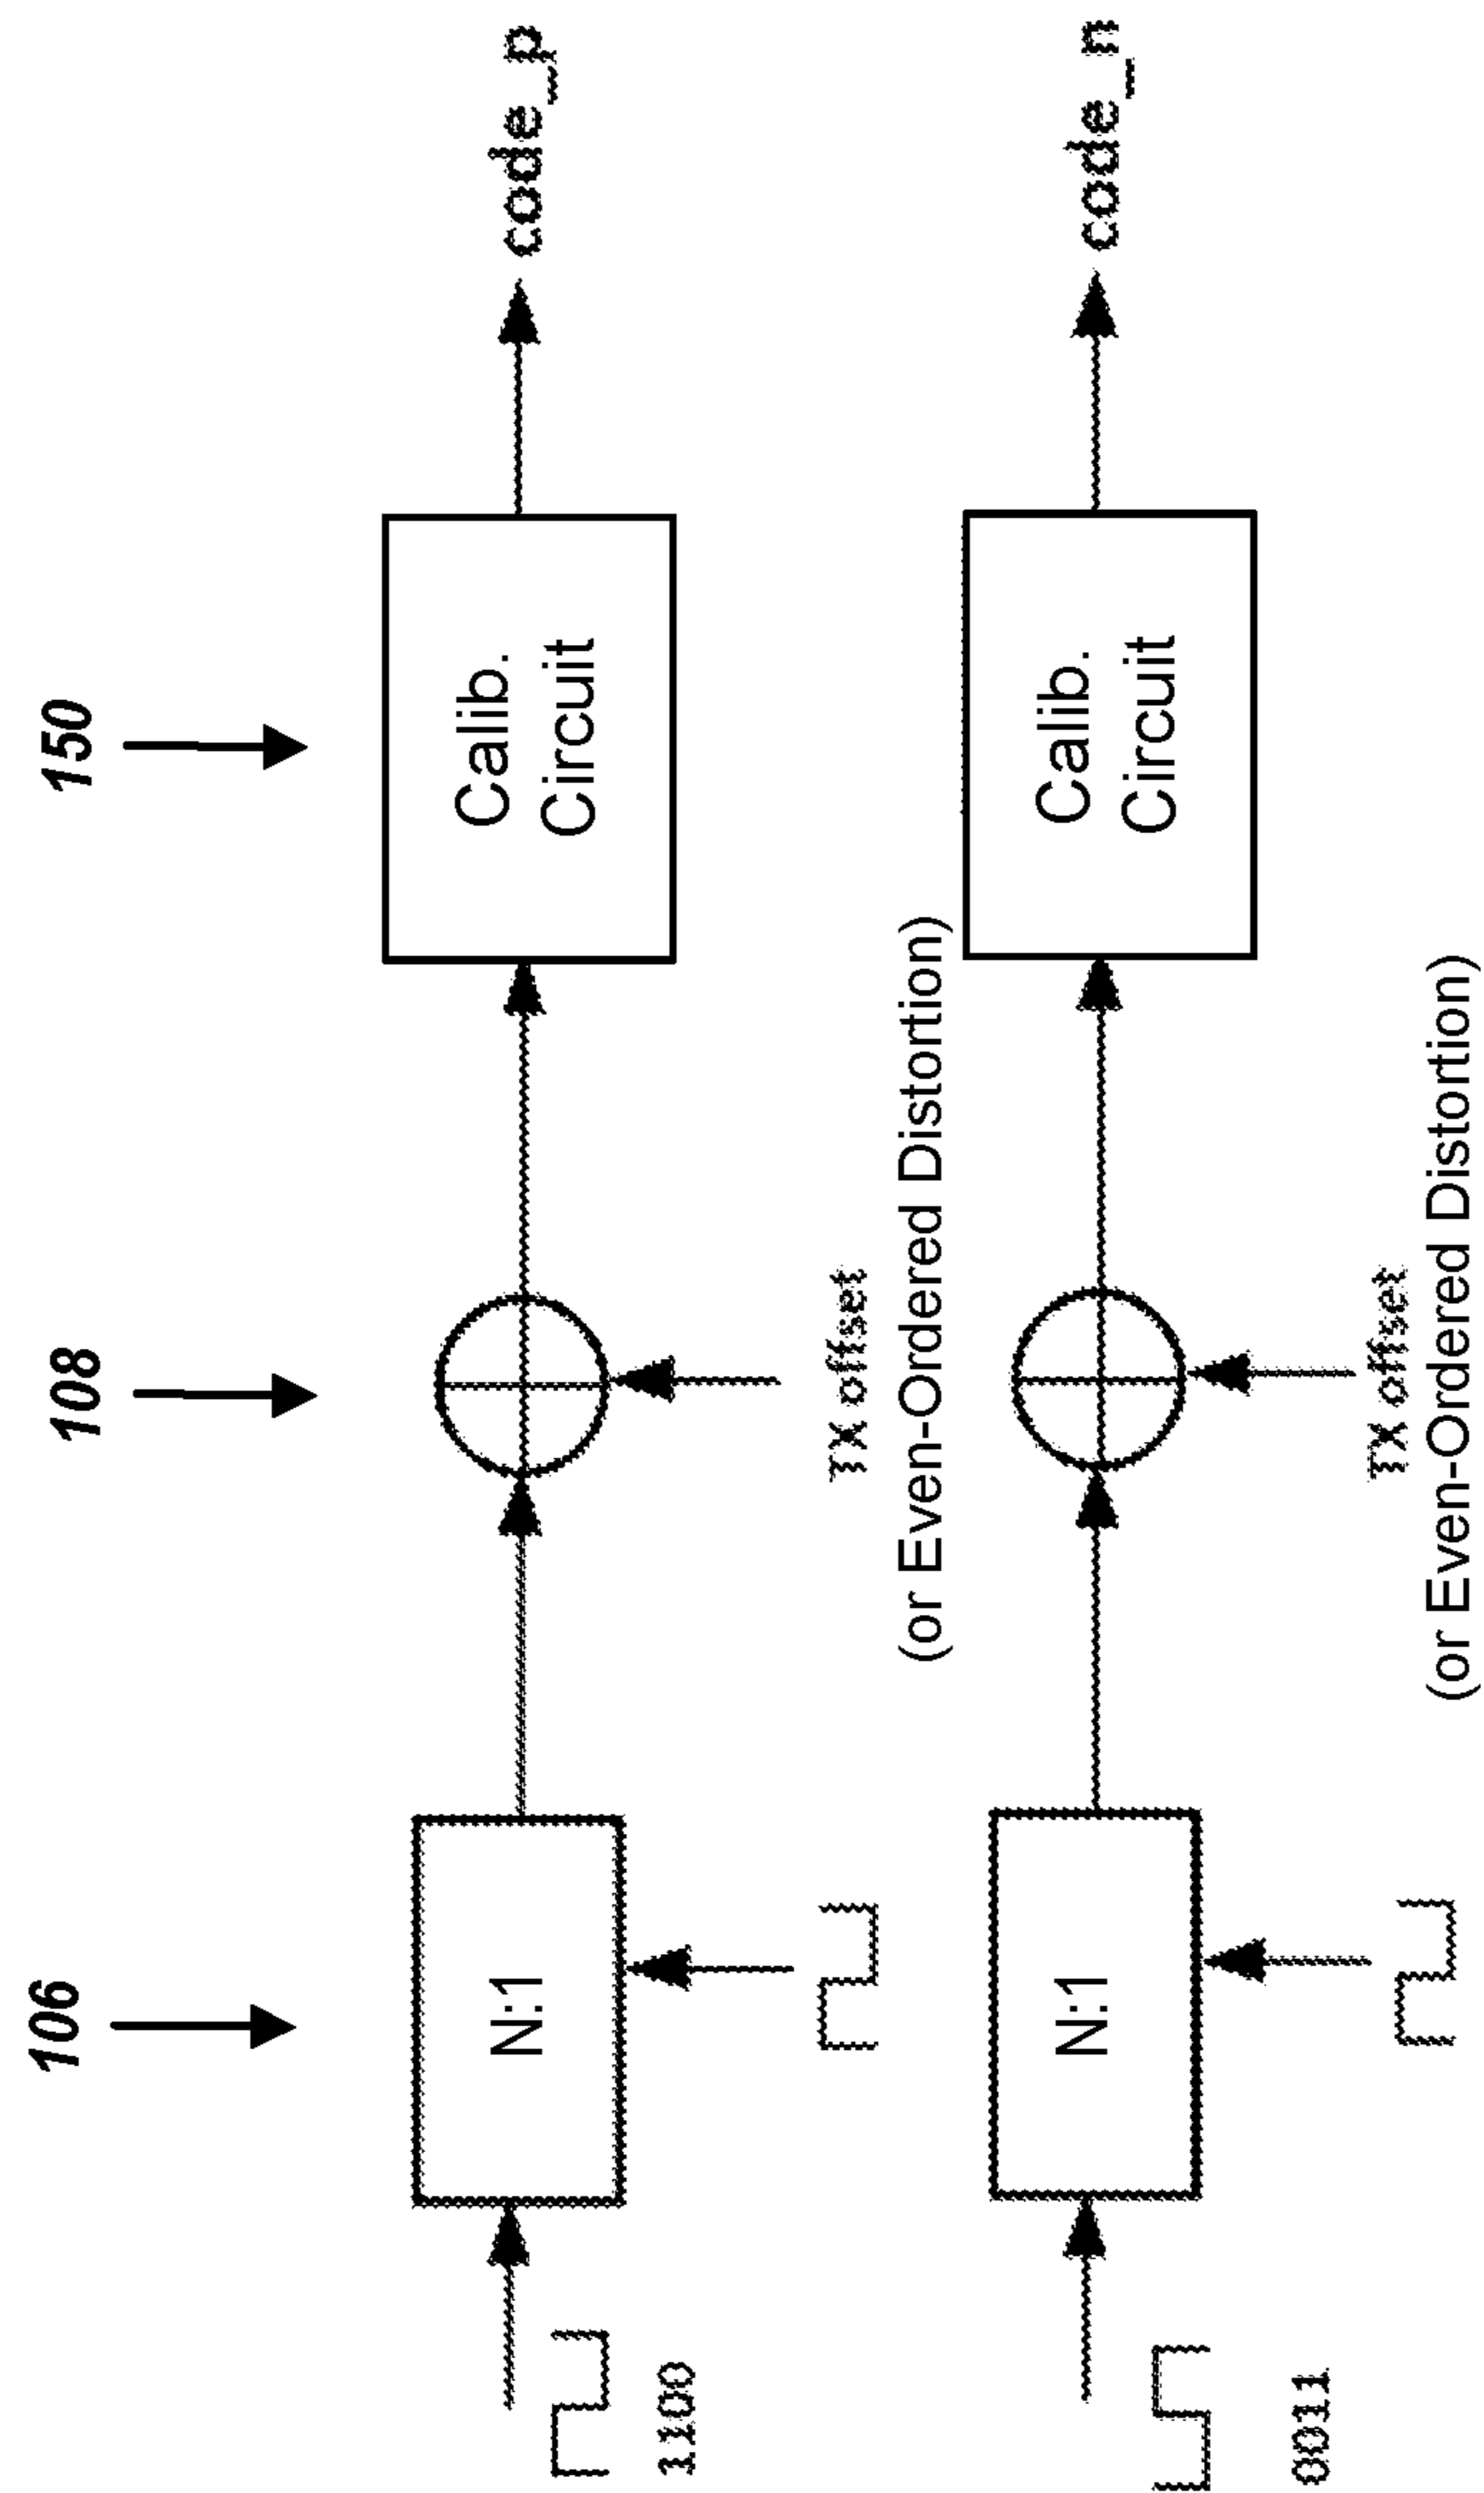 106
108
150
1100
N:1
TX offset
(or Even-Ordered Distortion)
Calib.
Circuit
code_p
0011
N:1
TX offset
(or Even-Ordered Distortion)
Calib.
Circuit
code_n